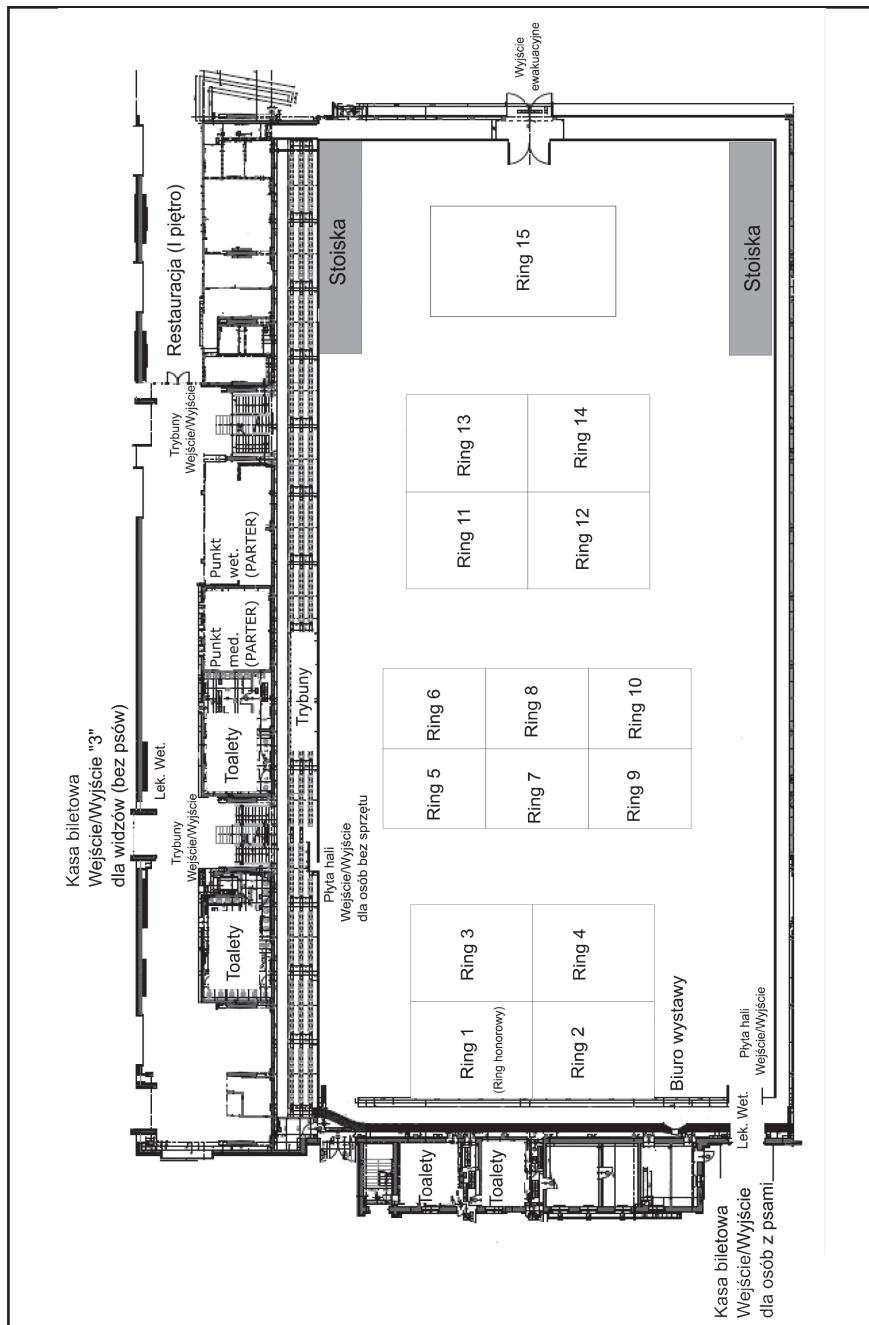 Kasa biletowa
Wejście/Wyjście "3"
dla widzów (bez psów)
Lek. Wet.
Restauracja (I piętro)
Trybuny
Wejście/Wyjście
Trybuny
Wejście/Wyjście
Toalety
Toalety
Punkt
med.
(PARTER)
Punkt
wet.
(PARTER)
Trybuny
Płyta hali
Wejście/Wyjście
dla osób bez sprzętu
Stoiska
Stoiska
Wyjście
ewakuacyjne
Ring 1
(Ring honorowy)
Ring 2
Ring 3
Ring 4
Ring 5
Ring 6
Ring 7
Ring 8
Ring 9
Ring 10
Ring 11
Ring 12
Ring 13
Ring 14
Ring 15
Biuro wystawy
Płyta hali
Wejście/Wyjście
Lek. Wet.
Toalety
Toalety
Kasa biletowa
Wejście/Wyjście
dla osób z psami